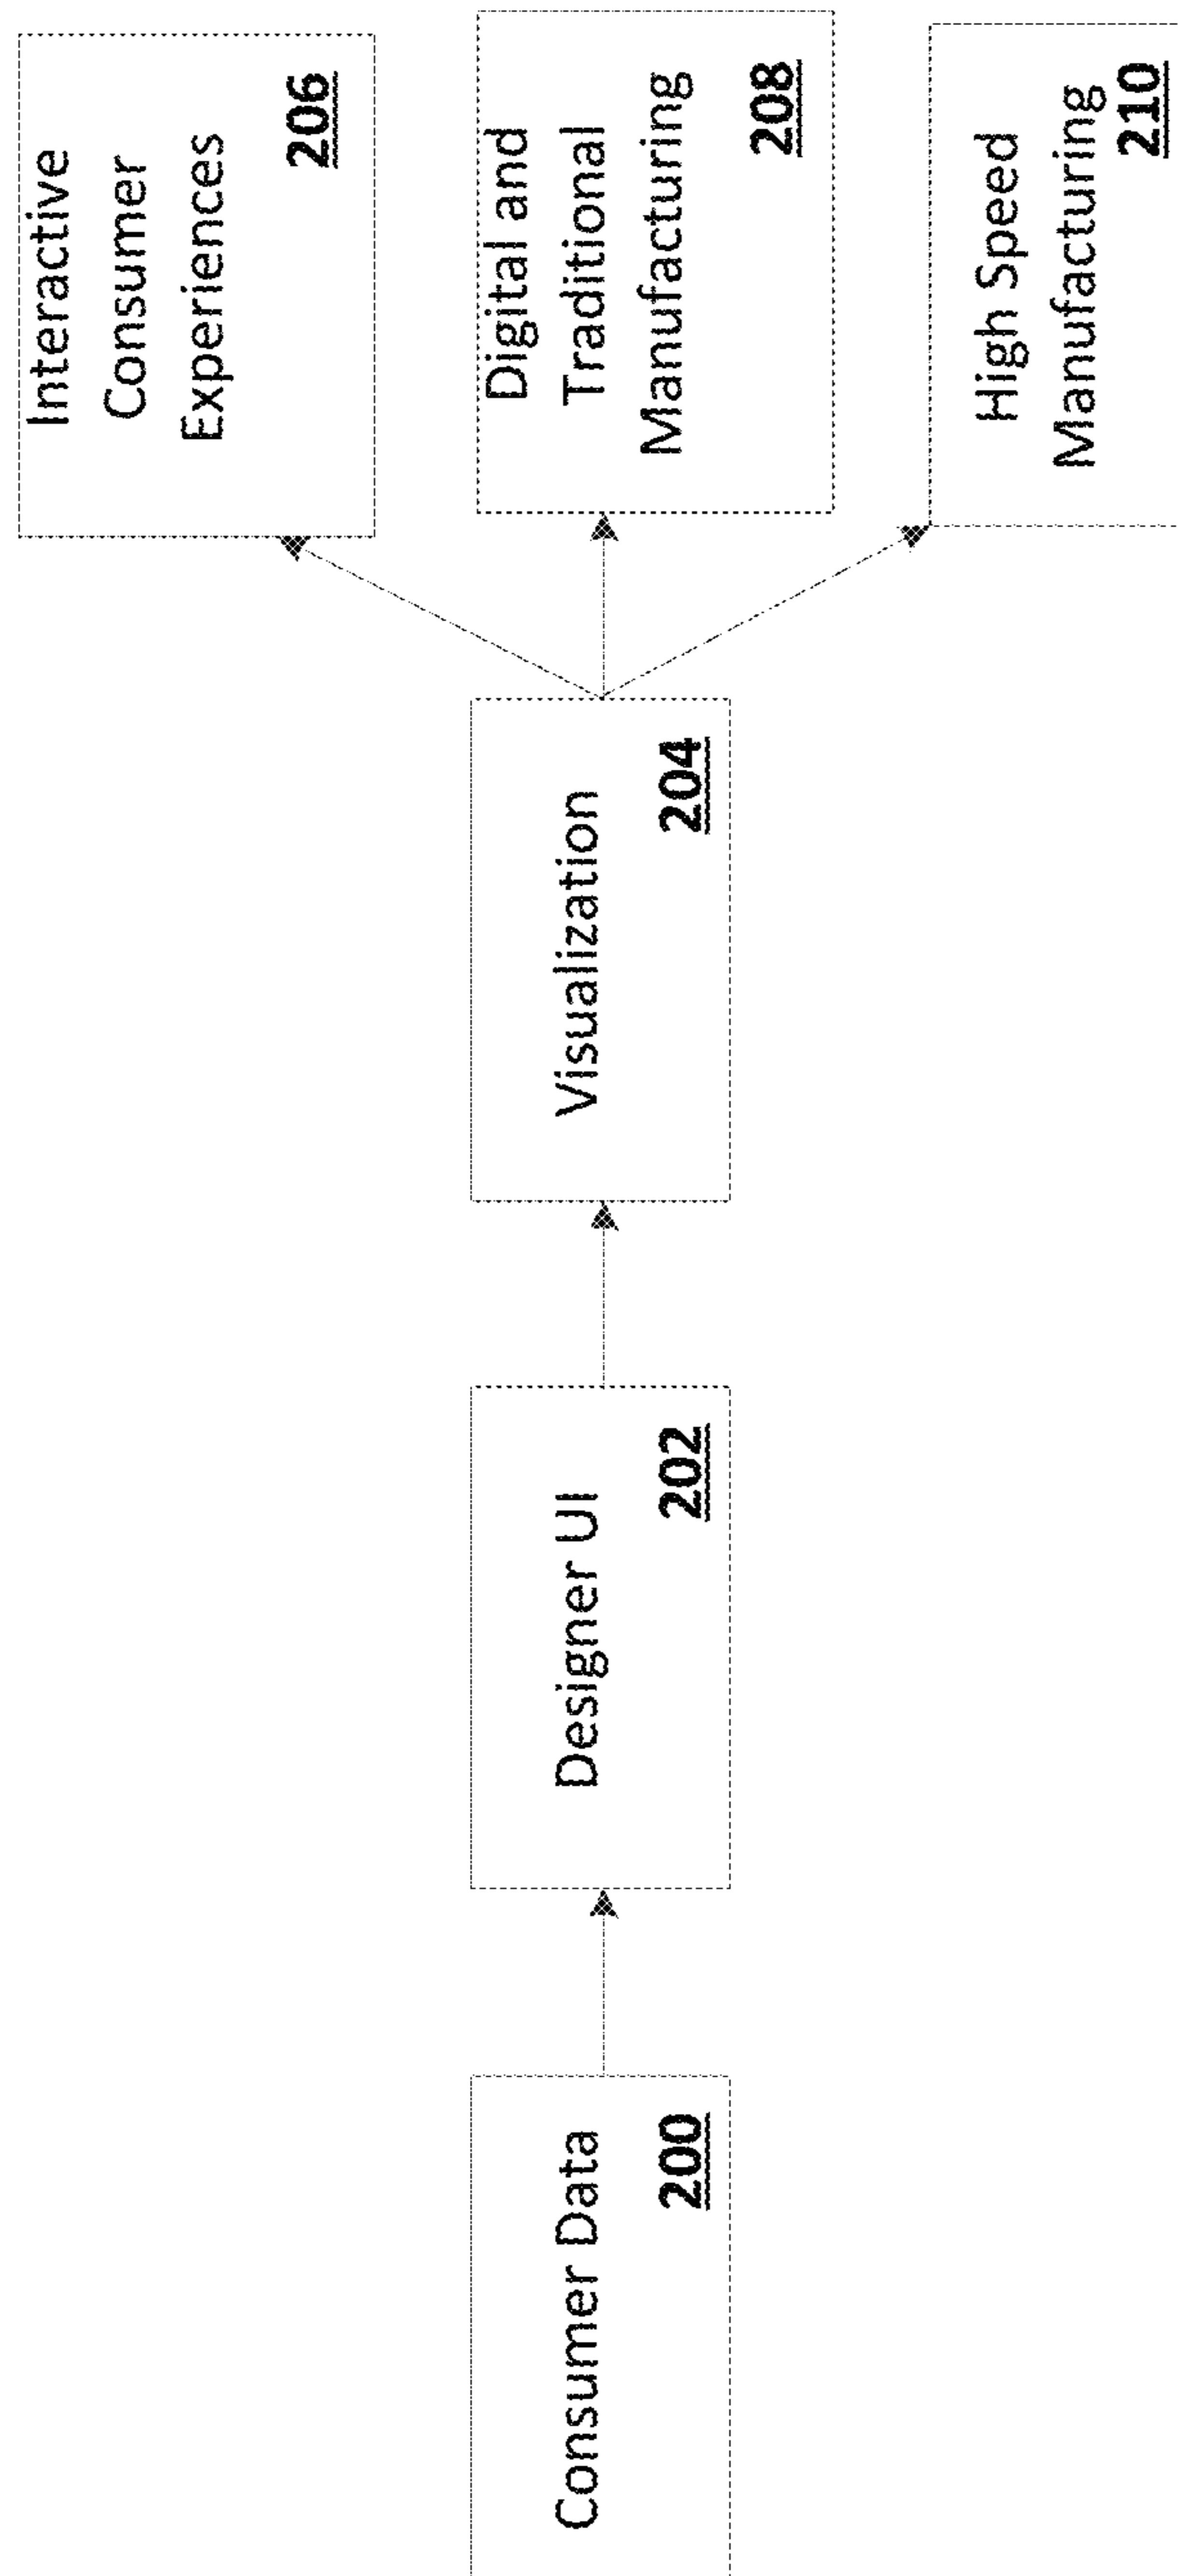 Consumer Data
200
Designer UI
202
Visualization
204
Interactive
Consumer
Experiences
206
Digital and
Traditional
Manufacturing
208
High Speed
Manufacturing
210